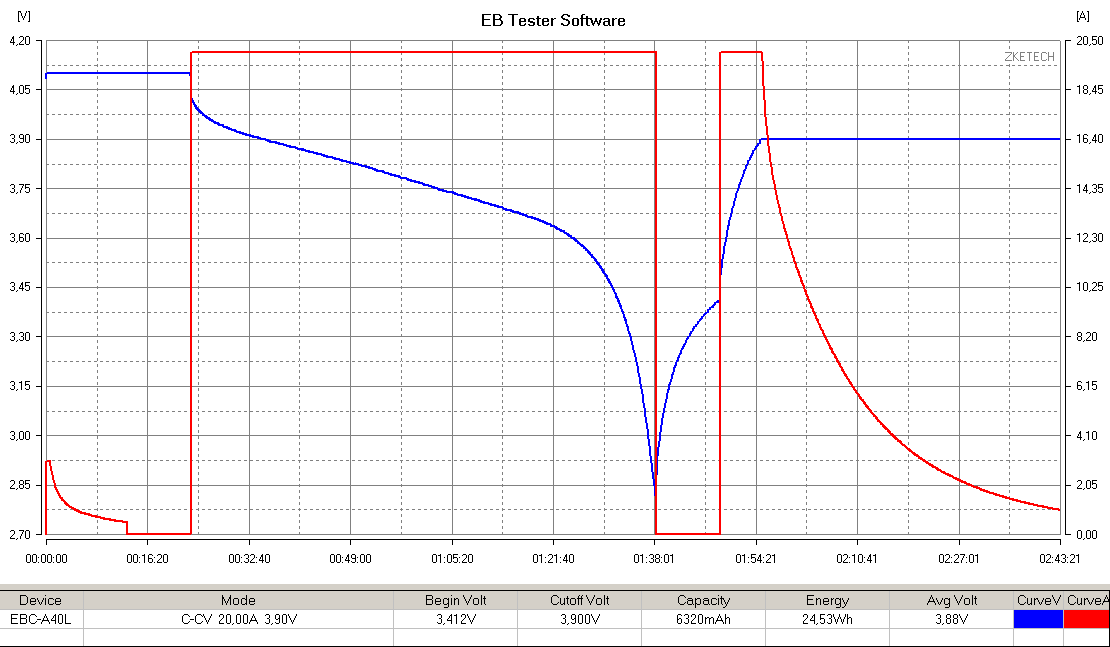 [V] EB Tester Software [A]
ZKETECH
4,20 20,50
4,05 18,45
3,90 16,40
3,75 14,35
3,60 12,30
3,45 10,25
3,30 8,20
3,15 6,15
3,00 4,10
2,85 2,05
2,70 0,00
00:00:00 00:16:20 00:32:40 00:49:00 01:05:20 01:21:40 01:38:01 01:54:21 02:10:41 02:27:01 02:43:21
Device Mode Begin Volt Cutoff Volt Capacity Energy Avg Volt CurveV CurveA
EBC-A40L C-CV 20,00A 3,90V 3,412V 3,900V 6320mAh 24,53Wh 3,88V